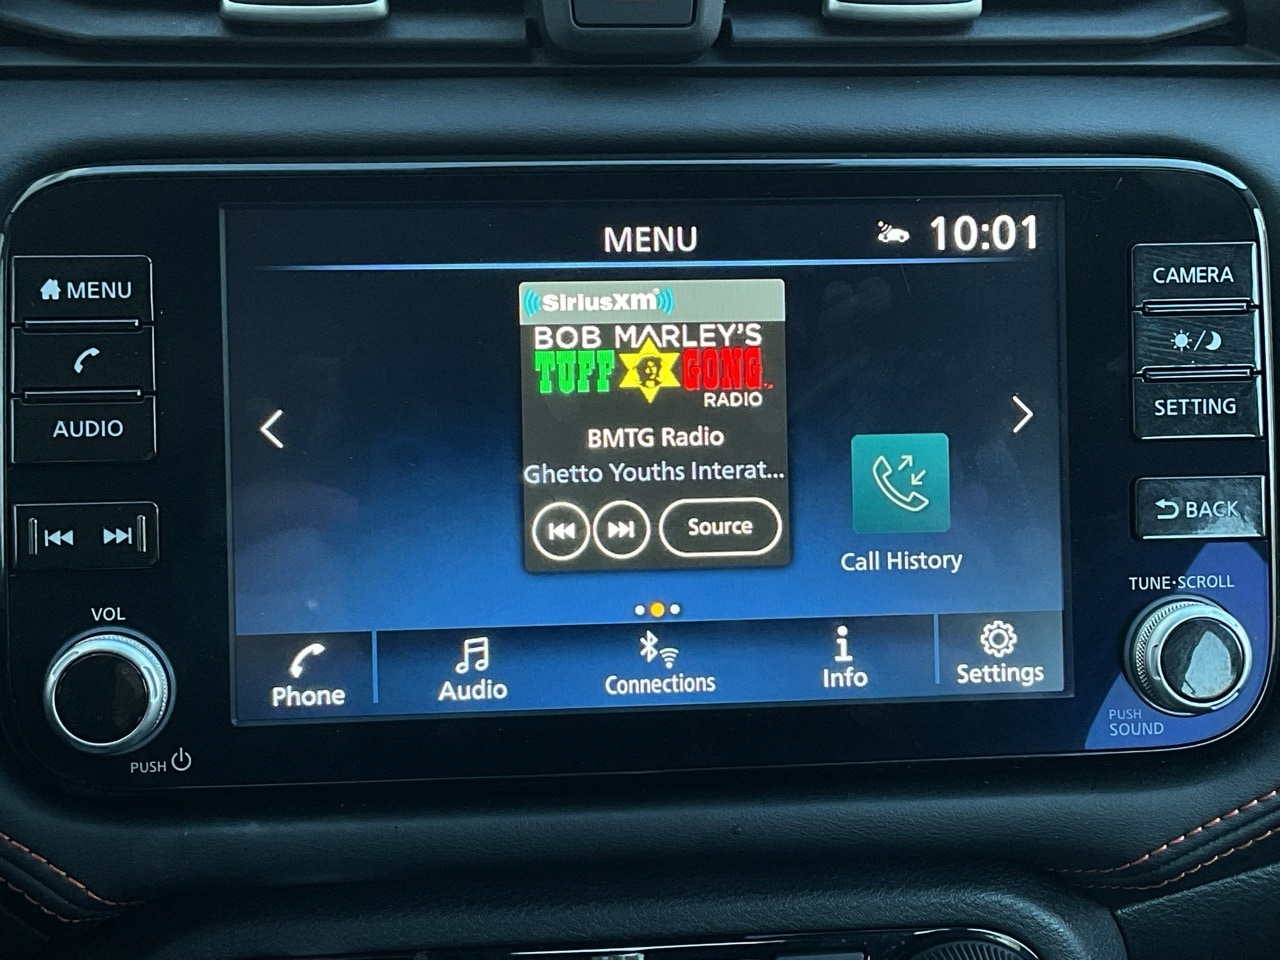 MENU
10:01
MENU
AUDIO
VOL
PUSH
SiriusXM
BOB MARLEY'S
TUFF GONG
RADIO
BMTG Radio
Ghetto Youths Interat...
Source
Call History
Phone
Audio
Connections
Info
Settings
CAMERA
SETTING
BACK
TUNE·SCROLL
PUSH
SOUND